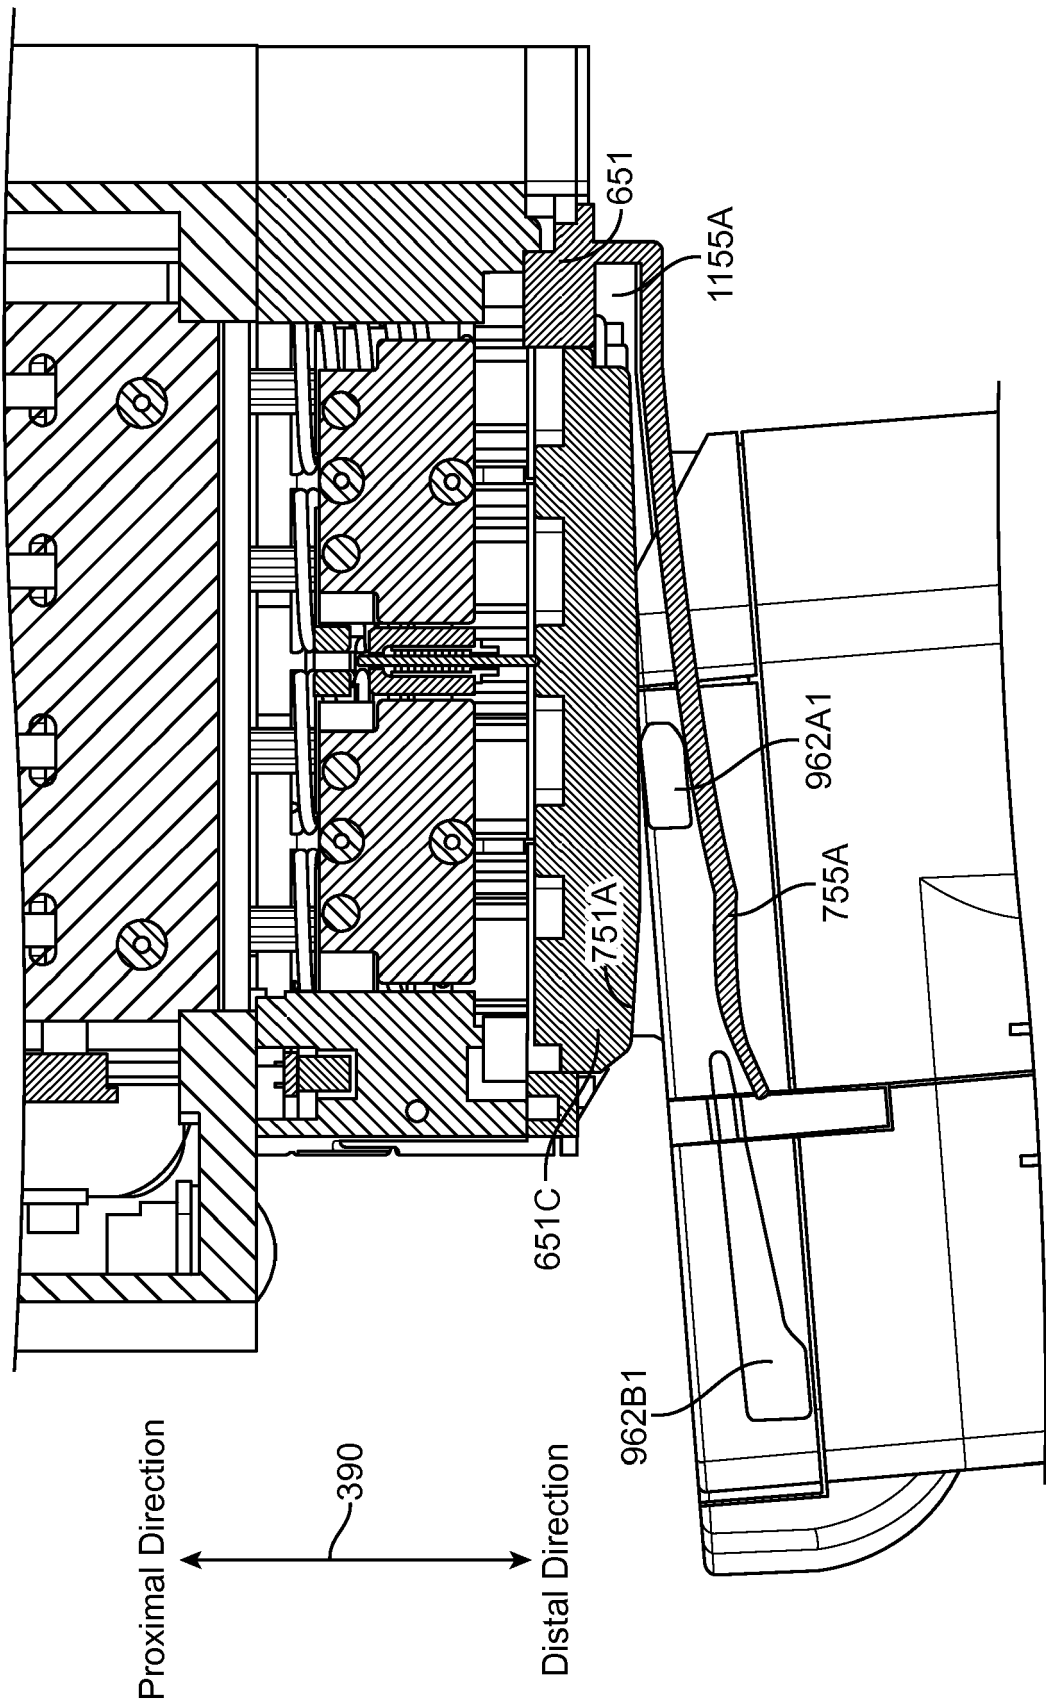 Proximal Direction
390
Distal Direction
651
1155A
962A1
755A
751A
651C
962B1